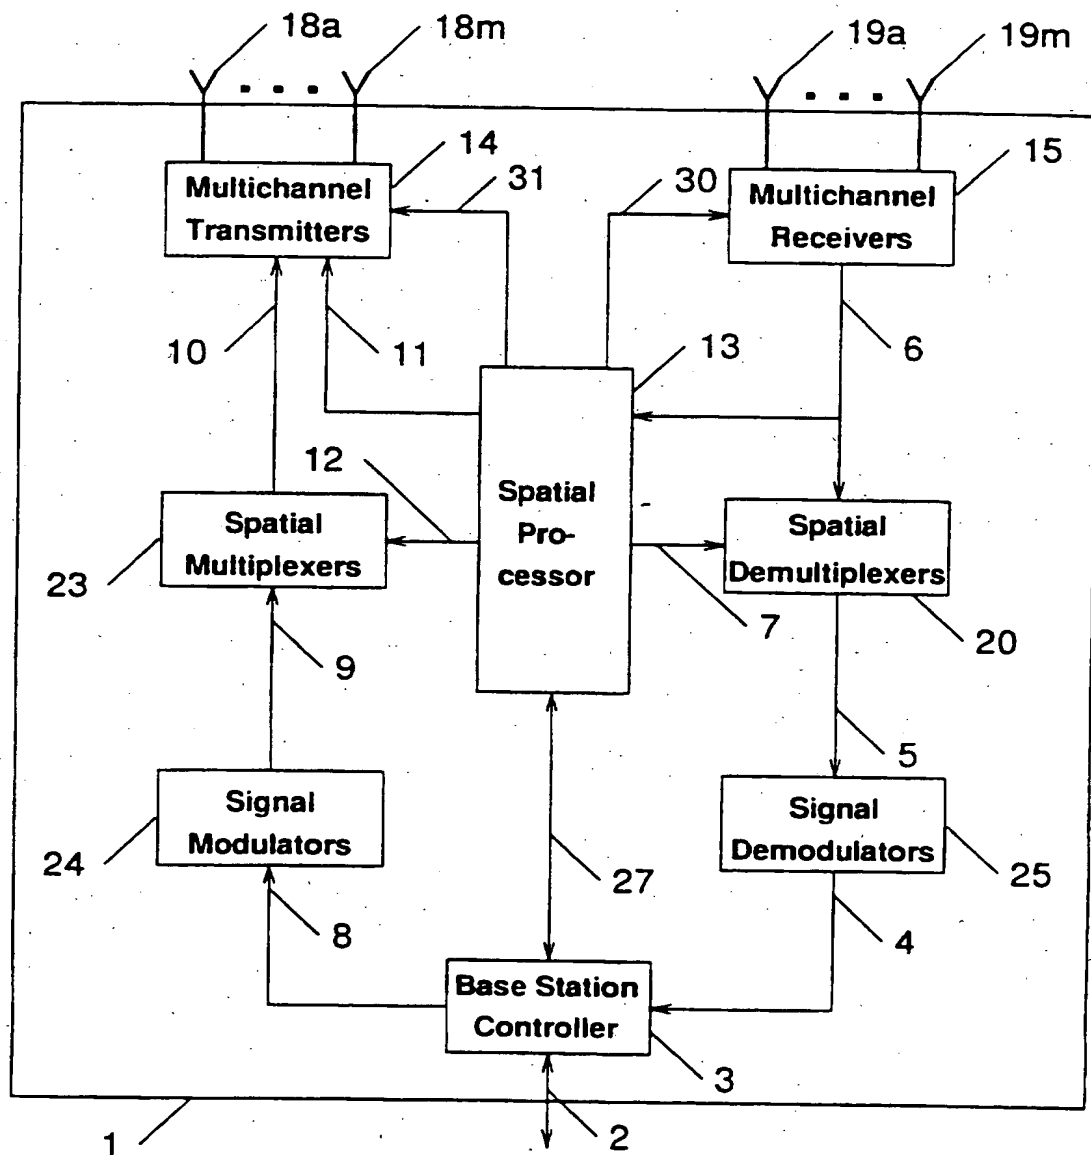 18a
18m
19a
19m
14
31
30
15
Multichannel
Transmitters
Multichannel
Receivers
10
11
13
6
12
Spatial
Pro-
cessor
Spatial
Multiplexers
Spatial
Demultiplexers
23
7
20
9
5
Signal
Modulators
Signal
Demodulators
24
27
25
8
4
Base Station
Controller
3
1
2